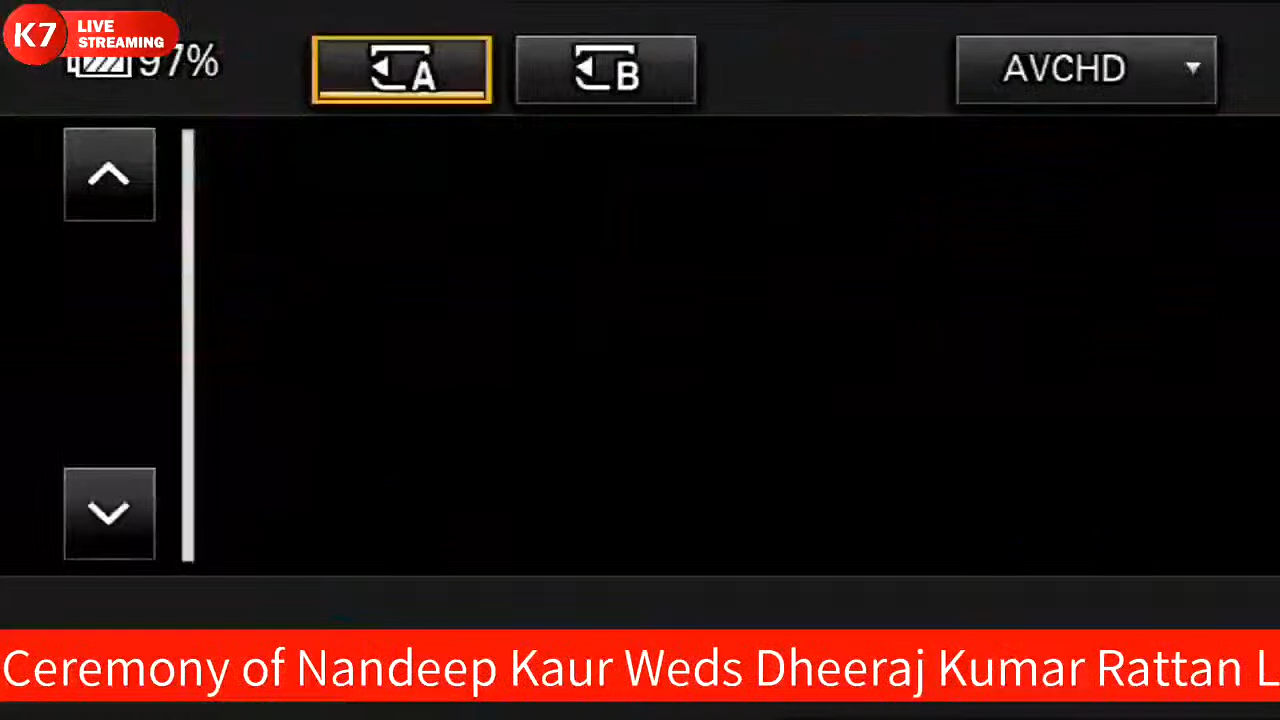 K7 LIVE
STREAMING
97%
A
B
AVCHD
Ceremony of Nandeep Kaur Weds Dheeraj Kumar Rattan L